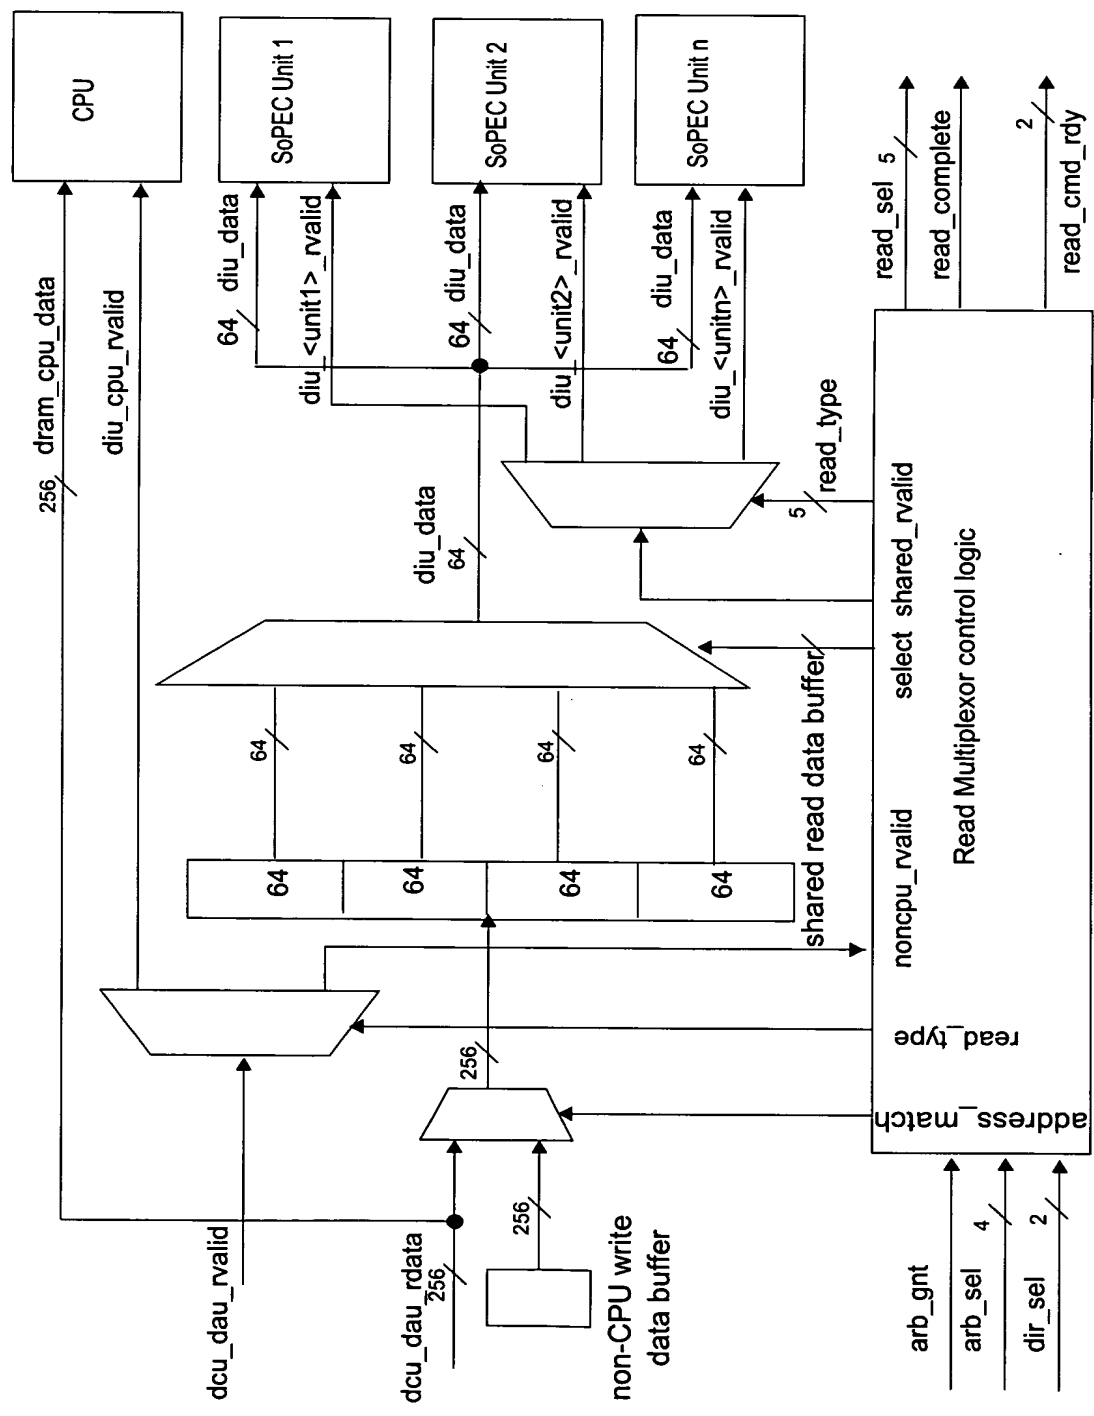 CPU
SoPEC Unit 1
SoPEC Unit 2
SoPEC Unit n
256
dram_cpu_data
diu_cpu_rvalid
64
diu_data
diu_<unit1>_rvalid
64
diu_data
diu_<unit2>_rvalid
64
diu_data
diu_<unitn>_rvalid
read_sel
5
read_complete
2
read_cmd_rdy
diu_data
64
5
read_type
64
64
64
64
shared read data buffer
64
64
64
64
select
shared_rvalid
noncpu_rvalid
Read Multiplexor control logic
read_type
address_match
256
dcu_dau_rvalid
dcu_dau_rdata
256
256
non-CPU write
data buffer
arb_gnt
arb_sel
4
dir_sel
2